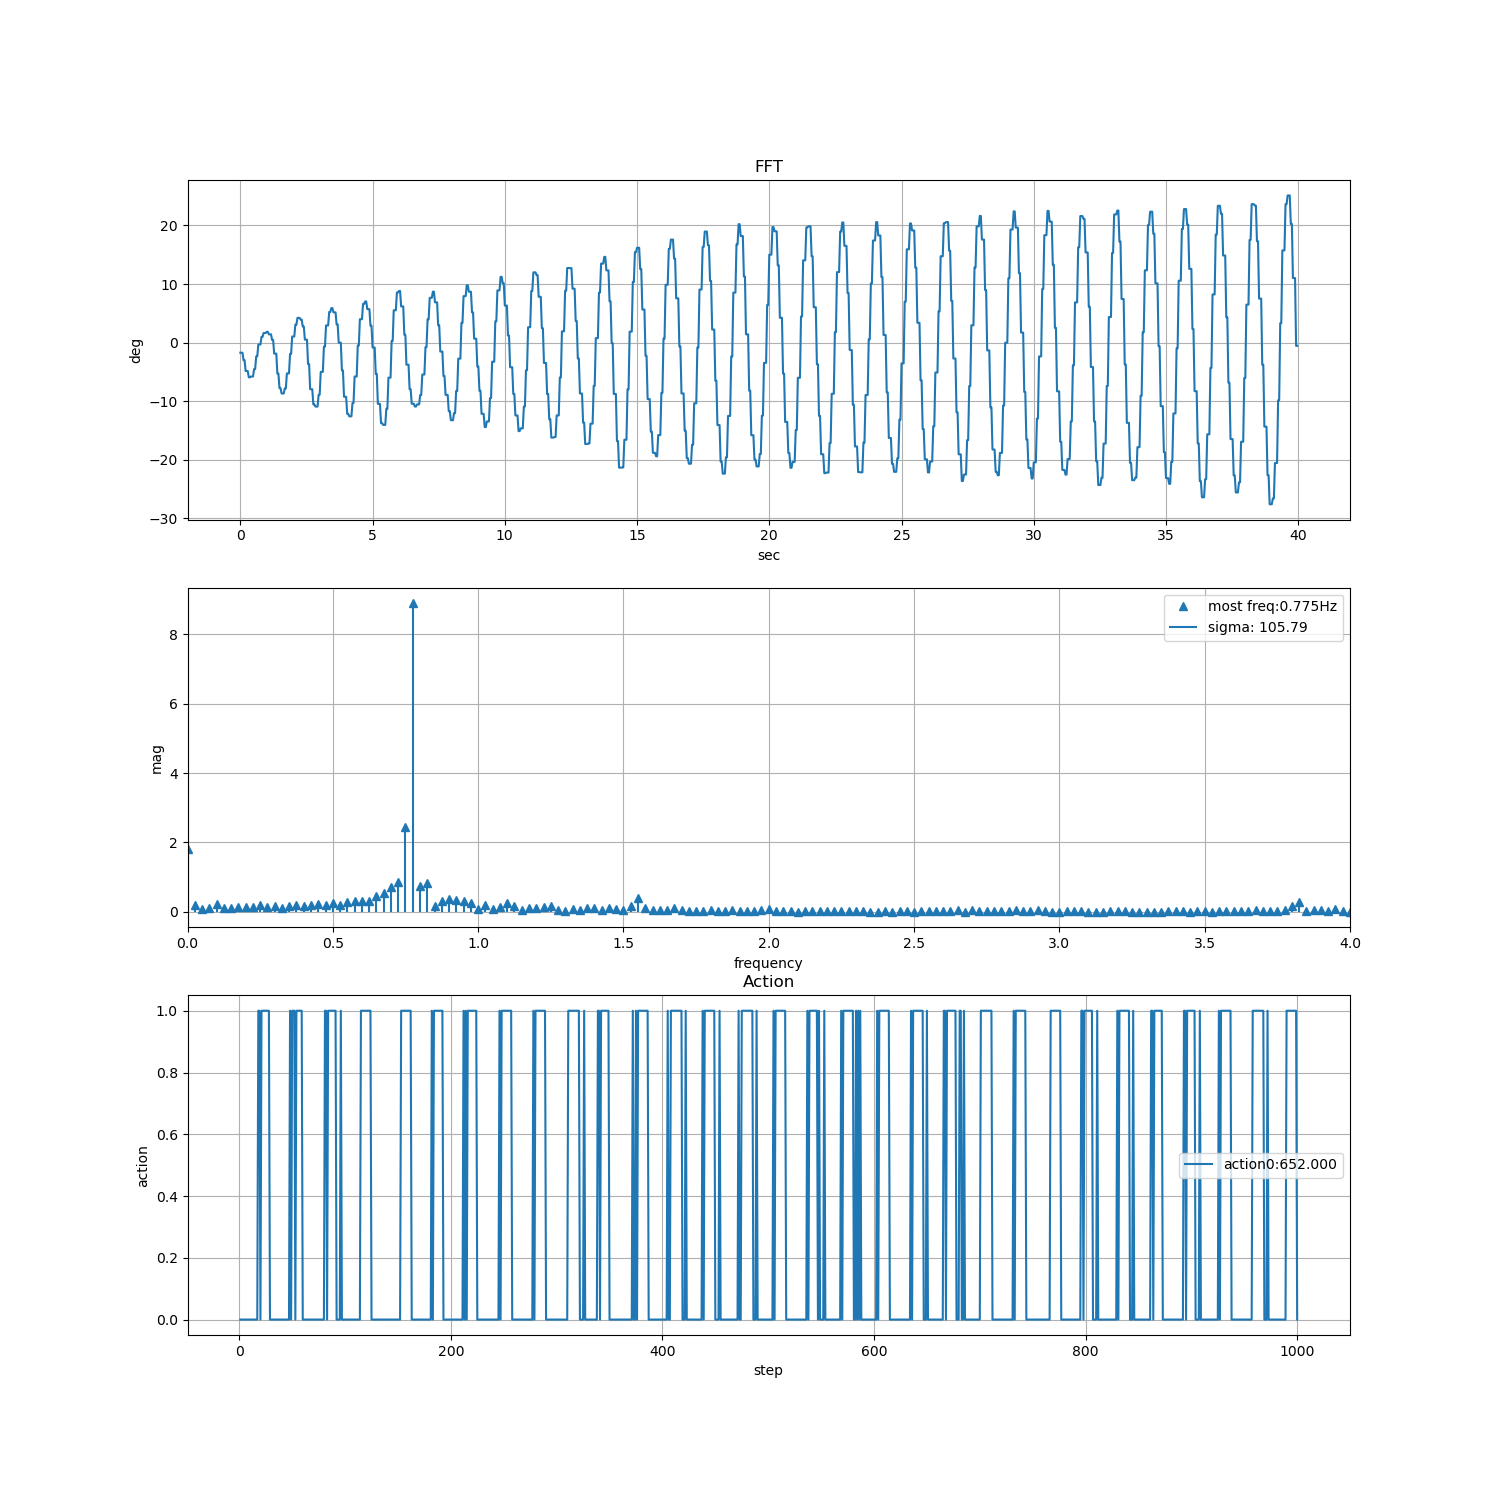 FFT
20
10
0
−10
−20
−30
deg
0 5 10 15 20 25 30 35 40
sec
most freq:0.775Hz
sigma: 105.79
8
6
4
2
0
mag
0.0 0.5 1.0 1.5 2.0 2.5 3.0 3.5 4.0
frequency
Action
1.0
0.8
0.6
0.4
0.2
0.0
action
action0:652.000
0 200 400 600 800 1000
step